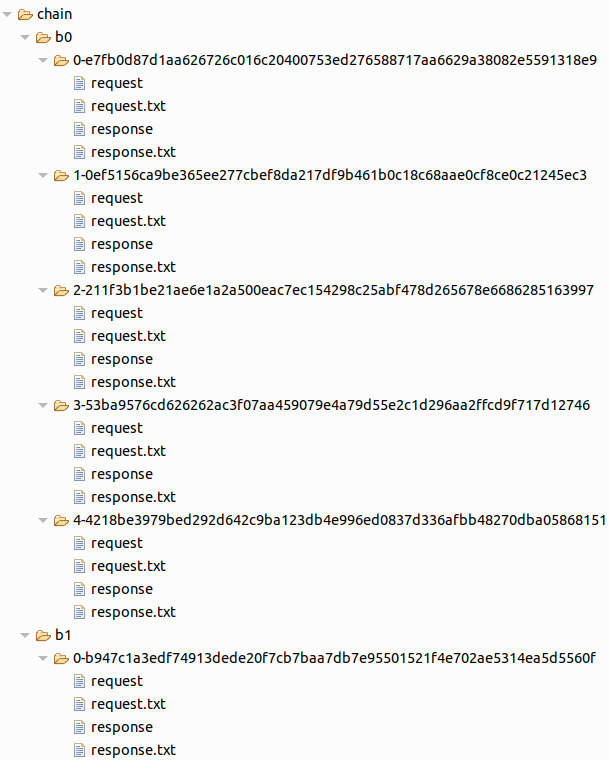 chain
b0
0-e7fb0d87d1aa626726c016c20400753ed276588717aa6629a38082e5591318e9
request
request.txt
response
response.txt
1-0ef5156ca9be365ee277cbef8da217df9b461b0c18c68aae0cf8ce0c21245ec3
request
request.txt
response
response.txt
2-211f3b1be21ae6e1a2a500eac7ec154298c25abf478d265678e6686285163997
request
request.txt
response
response.txt
3-53ba9576cd626262ac3f07aa459079e4a79d55e2c1d296aa2ffcd9f717d12746
request
request.txt
response
response.txt
4-4218be3979bed292d642c9ba123db4e996ed0837d336afbb48270dba05868151
request
request.txt
response
response.txt
b1
0-b947c1a3edf74913dede20f7cb7baa7db7e95501521f4e702ae5314ea5d5560f
request
request.txt
response
response.txt